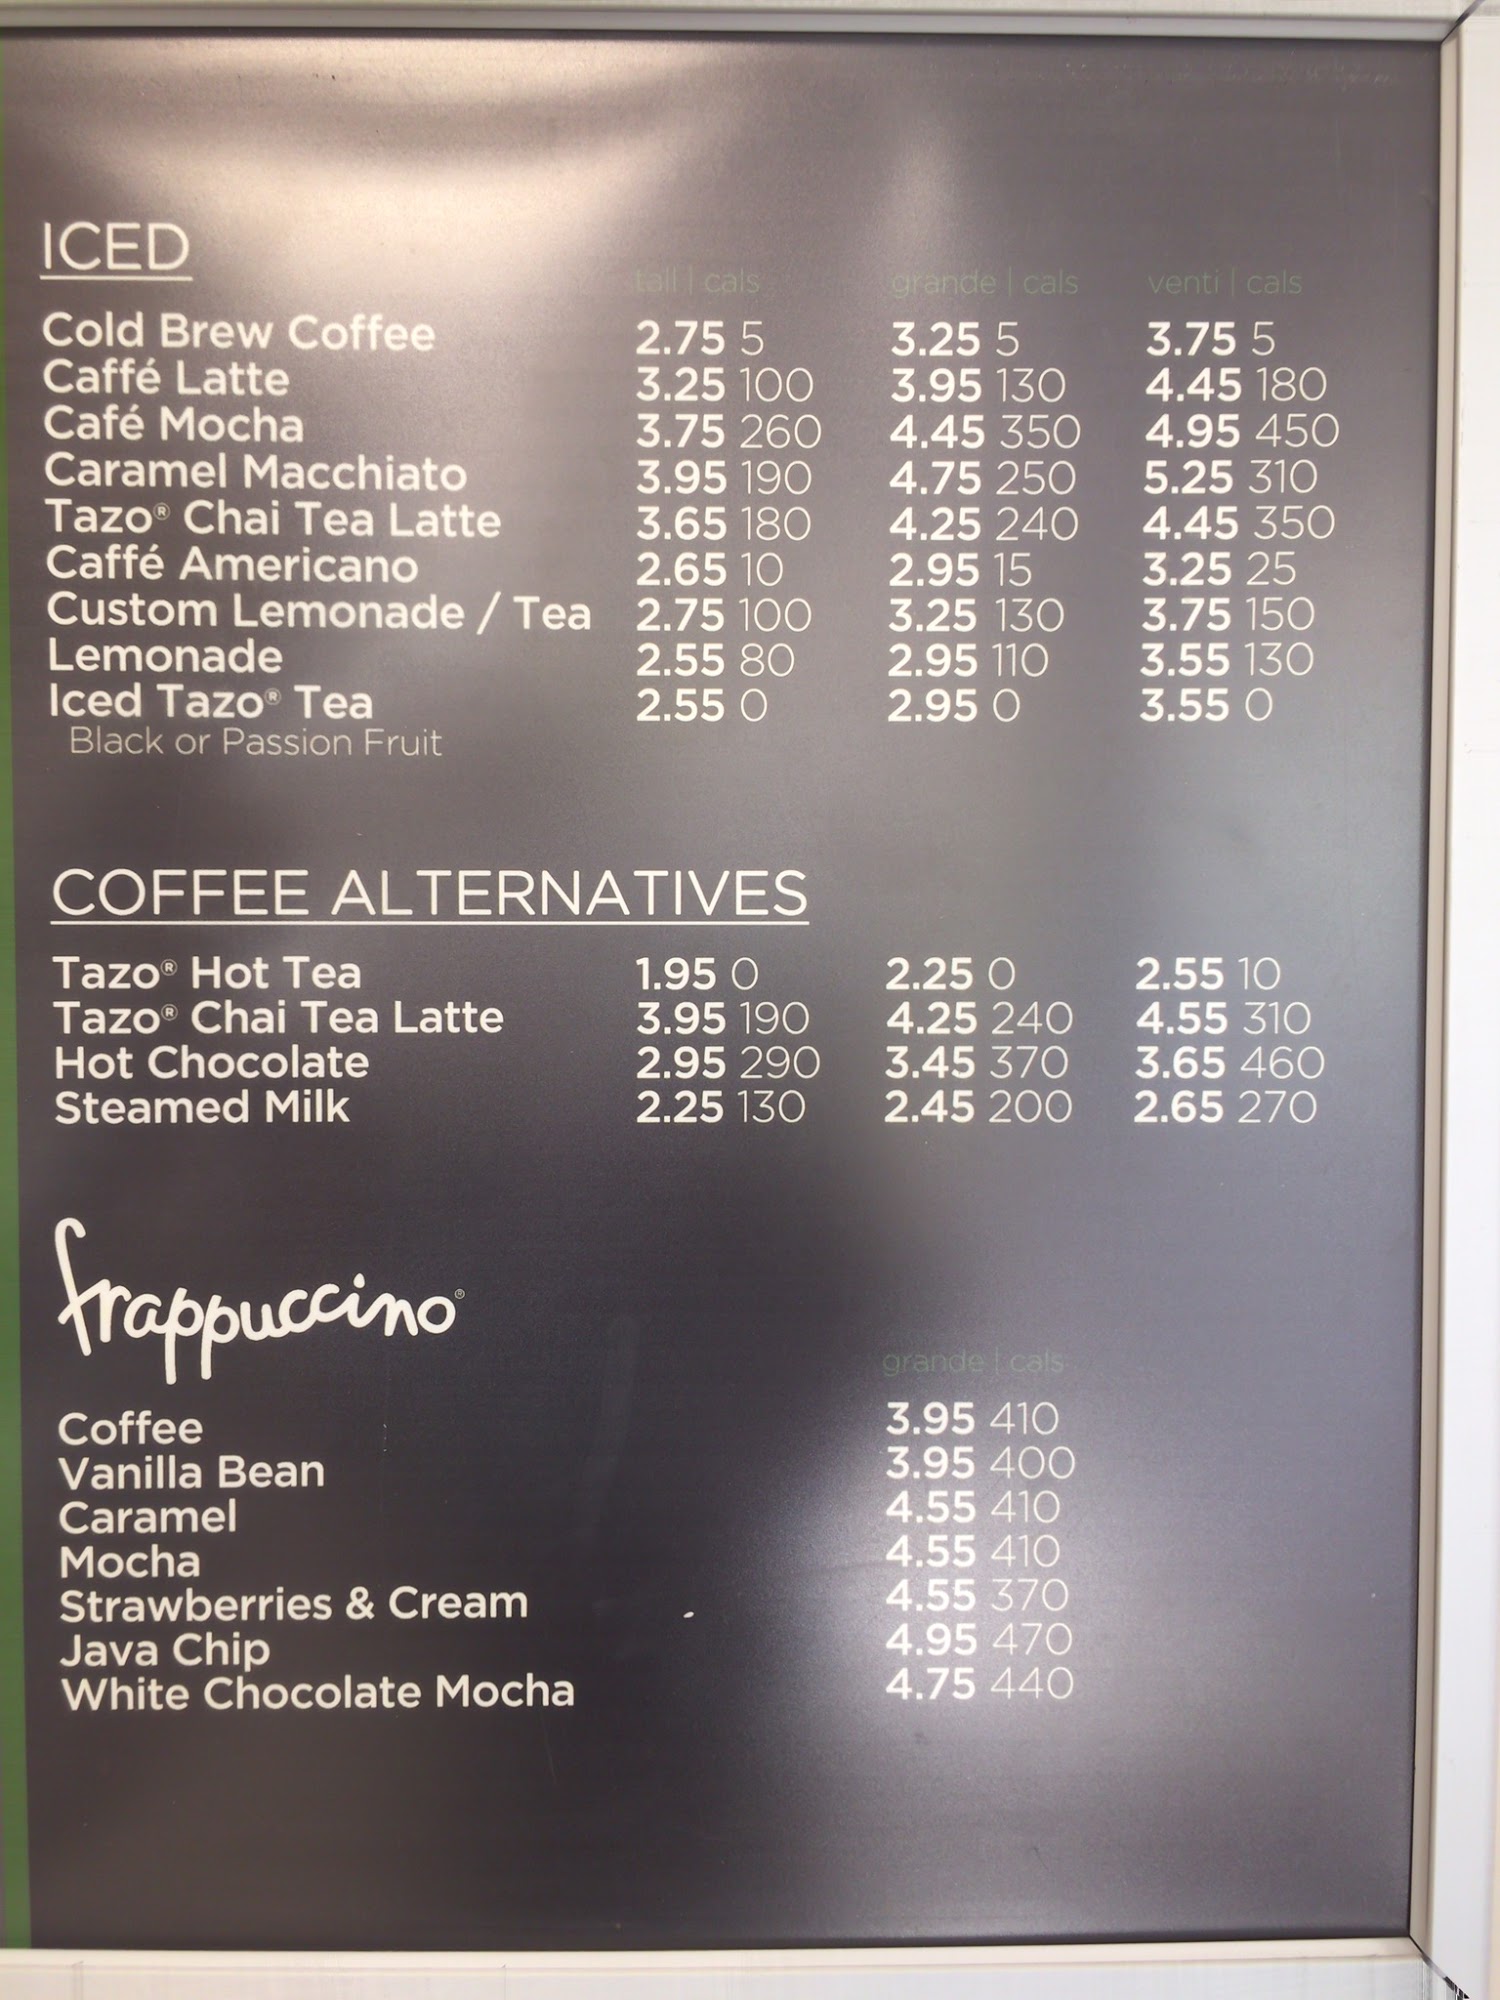 ICED
tall | cals grande | cals venti | cals
Cold Brew Coffee 2.75 5 3.25 5 3.75 5
Caffé Latte 3.25 100 3.95 130 4.45 180
Café Mocha 3.75 260 4.45 350 4.95 450
Caramel Macchiato 3.95 190 4.75 250 5.25 310
Tazo® Chai Tea Latte 3.65 180 4.25 240 4.45 350
Caffé Americano 2.65 10 2.95 15 3.25 25
Custom Lemonade / Tea 2.75 100 3.25 130 3.75 150
Lemonade 2.55 80 2.95 110 3.55 130
Iced Tazo® Tea 2.55 0 2.95 0 3.55 0
Black or Passion Fruit
COFFEE ALTERNATIVES
Tazo® Hot Tea 1.95 0 2.25 0 2.55 10
Tazo® Chai Tea Latte 3.95 190 4.25 240 4.55 310
Hot Chocolate 2.95 290 3.45 370 3.65 460
Steamed Milk 2.25 130 2.45 200 2.65 270
frappuccino®
grande | cals
Coffee 3.95 410
Vanilla Bean 3.95 400
Caramel 4.55 410
Mocha 4.55 410
Strawberries & Cream 4.55 370
Java Chip 4.95 470
White Chocolate Mocha 4.75 440